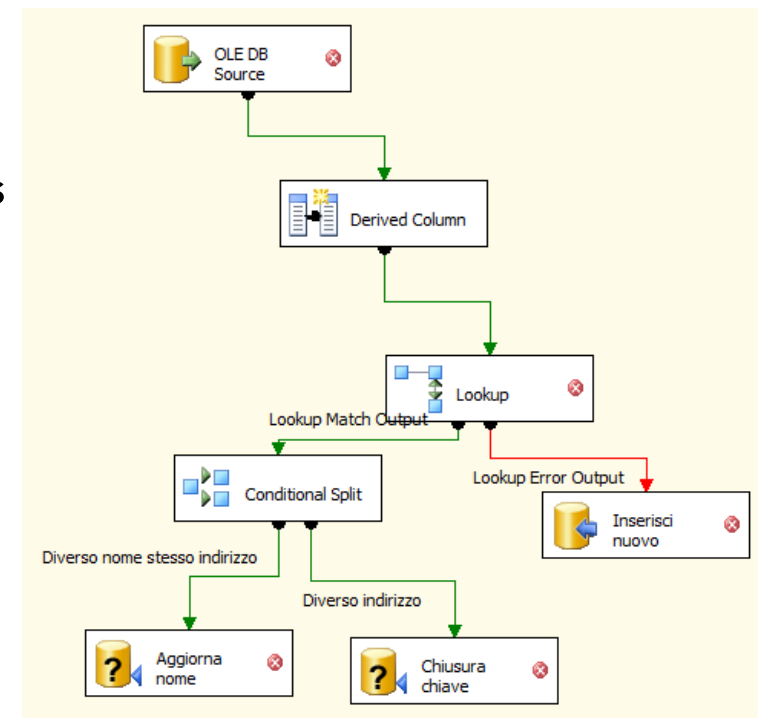 OLE DB
Source
s
Derived Column
Lookup
Lookup Match Output
Lookup Error Output
Conditional Split
Inserisci
nuovo
Diverso nome stesso indirizzo
Diverso indirizzo
?
Aggiorna
nome
?
Chiusura
chiave